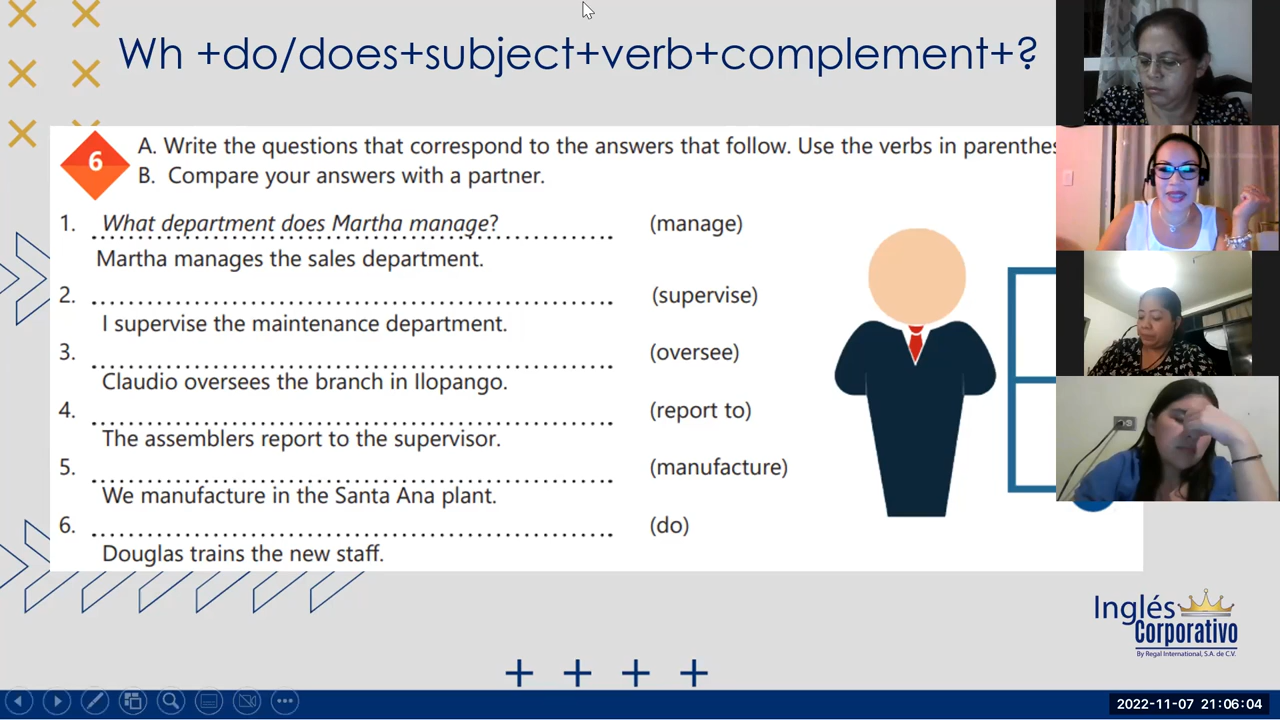 Wh +do/does+subject+verb+complement+?
6
A. Write the questions that correspond to the answers that follow. Use the verbs in parenthes
B. Compare your answers with a partner.
1. What department does Martha manage? (manage)
Martha manages the sales department.
2. (supervise)
I supervise the maintenance department.
3. (oversee)
Claudio oversees the branch in Ilopango.
4. (report to)
The assemblers report to the supervisor.
5. (manufacture)
We manufacture in the Santa Ana plant.
6. (do)
Douglas trains the new staff.
Inglés
Corporativo
By Regal International, S.A. de C.V.
2022-11-07 21:06:04